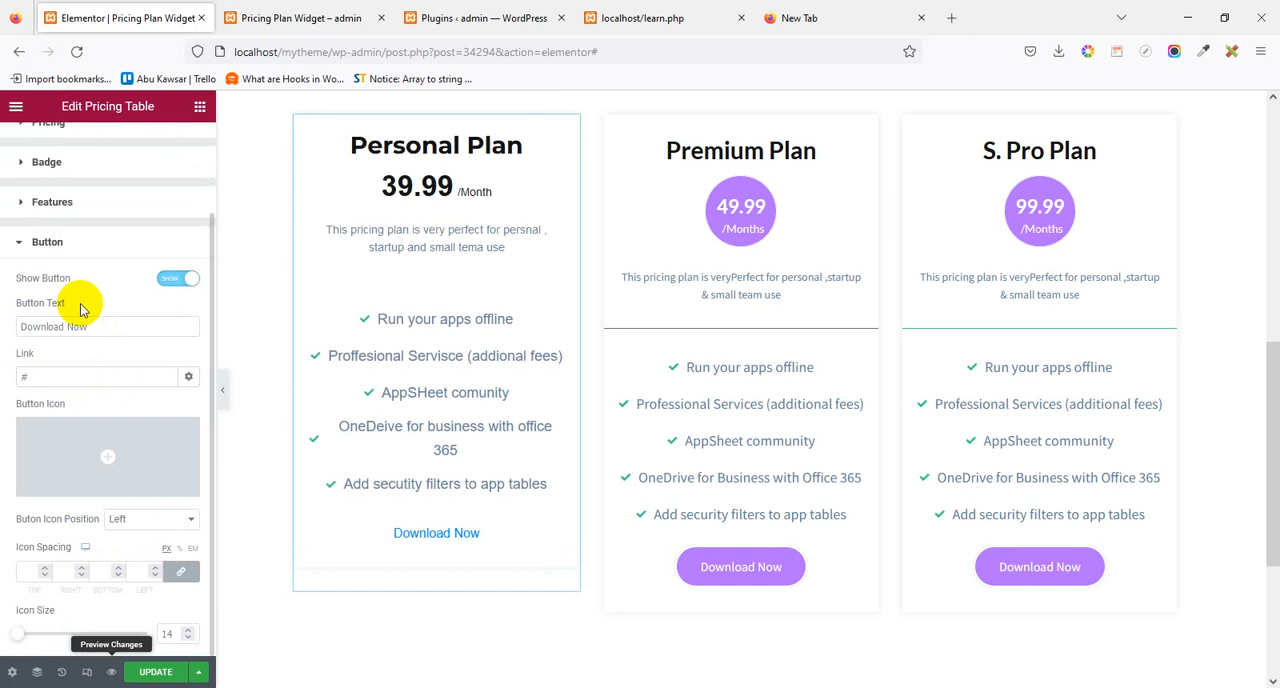 Elementor | Pricing Plan Widget
Pricing Plan Widget – admin
Plugins ‹ admin — WordPress
localhost/learn.php
New Tab
localhost/mytheme/wp-admin/post.php?post=34294&action=elementor#
Import bookmarks...
Abu Kawsar | Trello
What are Hooks in Wo...
Notice: Array to string ...
Edit Pricing Table
Pricing
Badge
Features
Button
Show Button
SHOW
Button Text
Download Now
Link
#
Button Icon
Buton Icon Position
Left
Icon Spacing
PX % EM
TOP RIGHT BOTTOM LEFT
Icon Size
14
Preview Changes
UPDATE
Personal Plan
39.99 /Month
This pricing plan is very perfect for persnal ,
startup and small tema use
Run your apps offline
Proffesional Servisce (addional fees)
AppSHeet comunity
OneDeive for business with office
365
Add secutity filters to app tables
Download Now
Premium Plan
49.99
/Months
This pricing plan is veryPerfect for personal ,startup
& small team use
Run your apps offline
Professional Services (additional fees)
AppSheet community
OneDrive for Business with Office 365
Add security filters to app tables
Download Now
S. Pro Plan
99.99
/Months
This pricing plan is veryPerfect for personal ,startup
& small team use
Run your apps offline
Professional Services (additional fees)
AppSheet community
OneDrive for Business with Office 365
Add security filters to app tables
Download Now